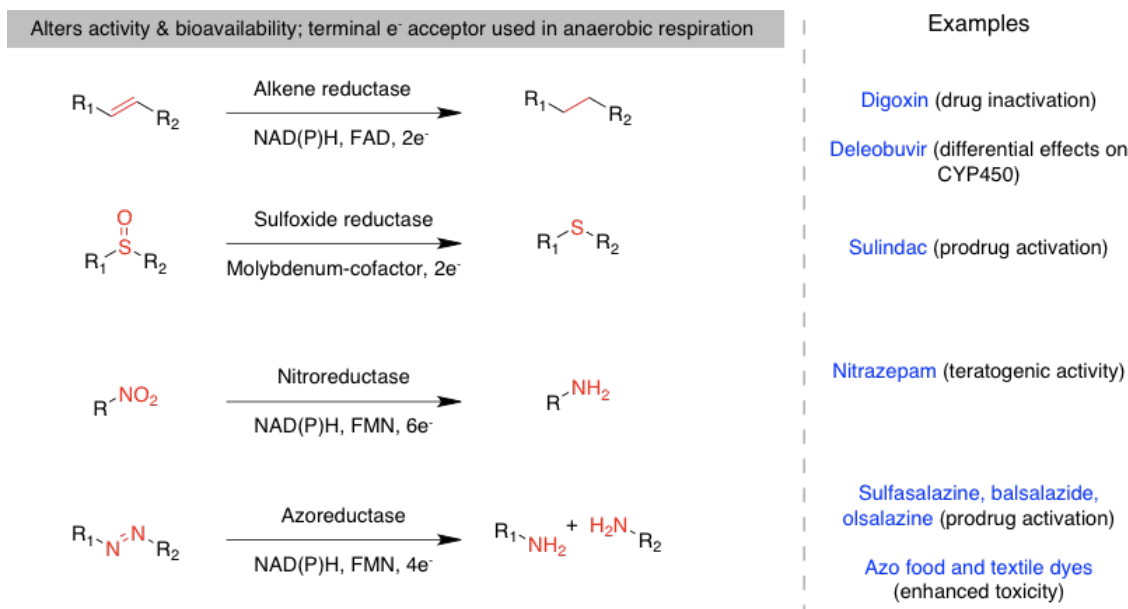 Alters activity & bioavailability; terminal e⁻ acceptor used in anaerobic respiration
Examples
R₁ R₂
Alkene reductase
NAD(P)H, FAD, 2e⁻
R₁ R₂
Digoxin (drug inactivation)
Deleobuvir (differential effects on
CYP450)
O
S
R₁ R₂
Sulfoxide reductase
Molybdenum-cofactor, 2e⁻
S
R₁ R₂
Sulindac (prodrug activation)
R NO₂
Nitroreductase
NAD(P)H, FMN, 6e⁻
R NH₂
Nitrazepam (teratogenic activity)
R₁ N N R₂
Azoreductase
NAD(P)H, FMN, 4e⁻
R₁ NH₂ + H₂N R₂
Sulfasalazine, balsalazide,
olsalazine (prodrug activation)
Azo food and textile dyes
(enhanced toxicity)